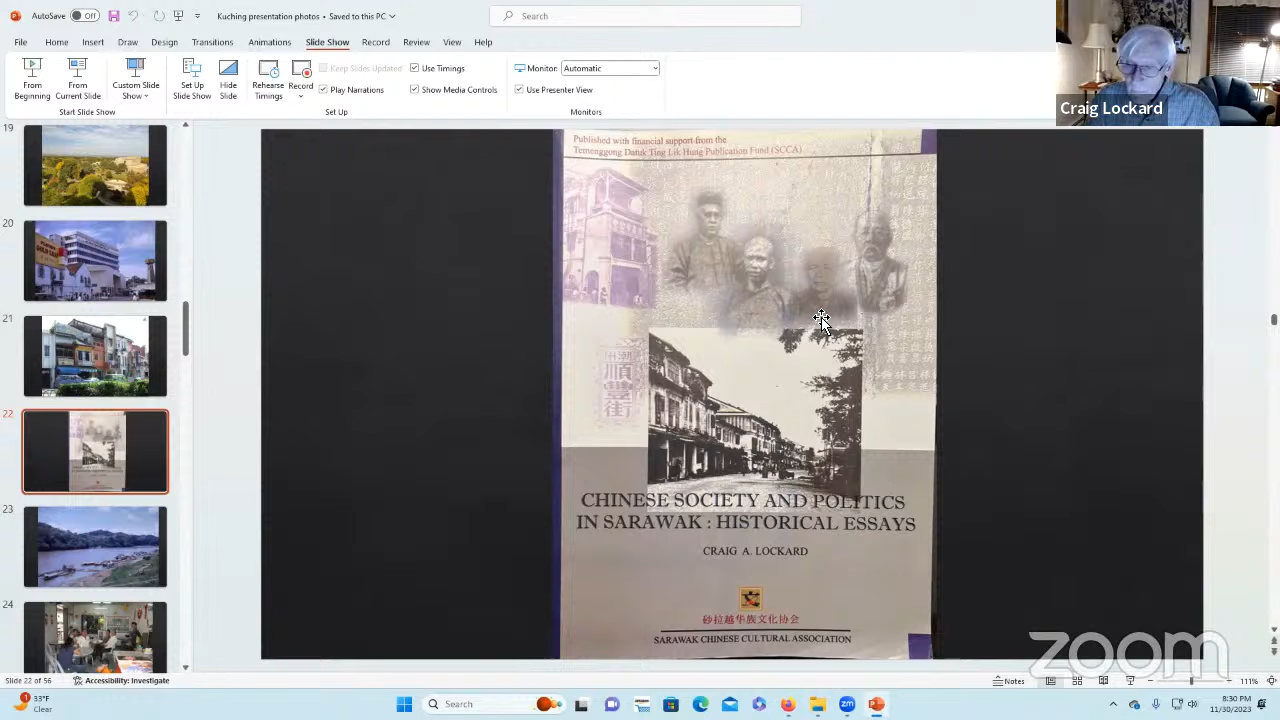 AutoSave Off
Kuching presentation photos • Saved to this PC
Search
File Home Insert Draw Design Transitions Animations Slide Show Record Review View Help
From Beginning
From Current Slide
Custom Slide Show
Set Up Slide Show
Hide Slide
Rehearse Timings
Record
Keep Slides Updated
Play Narrations
Use Timings
Show Media Controls
Monitor: Automatic
Use Presenter View
Start Slide Show
Set Up
Monitors
Craig Lockard
19
20
21
22
23
24
Published with financial support from the
Temenggong Datuk Ting Lik Hung Publication Fund (SCCA)
順豐街
CHINESE SOCIETY AND POLITICS
IN SARAWAK : HISTORICAL ESSAYS
CRAIG A. LOCKARD
砂拉越华族文化协会
SARAWAK CHINESE CULTURAL ASSOCIATION
zoom
Slide 22 of 56
Accessibility: Investigate
Notes
111%
33°F
Clear
Search
8:30 PM
11/30/2023